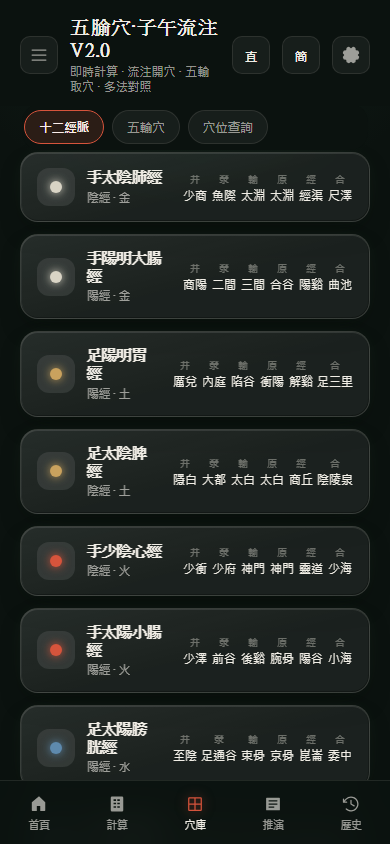 五腧穴·子午流注
V2.0
即時計算·流注開穴·五輸
取穴·多法對照
直
簡
十二經脈
五輸穴
穴位查詢
手太陰肺經
陰經·金
井 滎 輸 原 經 合
少商 魚際 太淵 太淵 經渠 尺澤
手陽明大腸
經
陽經·金
井 滎 輸 原 經 合
商陽 二間 三間 合谷 陽谿 曲池
足陽明胃
經
陽經·土
井 滎 輸 原 經 合
厲兌 內庭 陷谷 衝陽 解谿 足三里
足太陰脾
經
陰經·土
井 滎 輸 原 經 合
隱白 大都 太白 太白 商丘 陰陵泉
手少陰心經
陰經·火
井 滎 輸 原 經 合
少衝 少府 神門 神門 靈道 少海
手太陽小腸
經
陽經·火
井 滎 輸 原 經 合
少澤 前谷 後谿 腕骨 陽谷 小海
足太陽膀
胱經
陽經·水
井 滎 輸 原 經 合
至陰 足通谷 束骨 京骨 崑崙 委中
首頁
計算
穴庫
推演
歷史